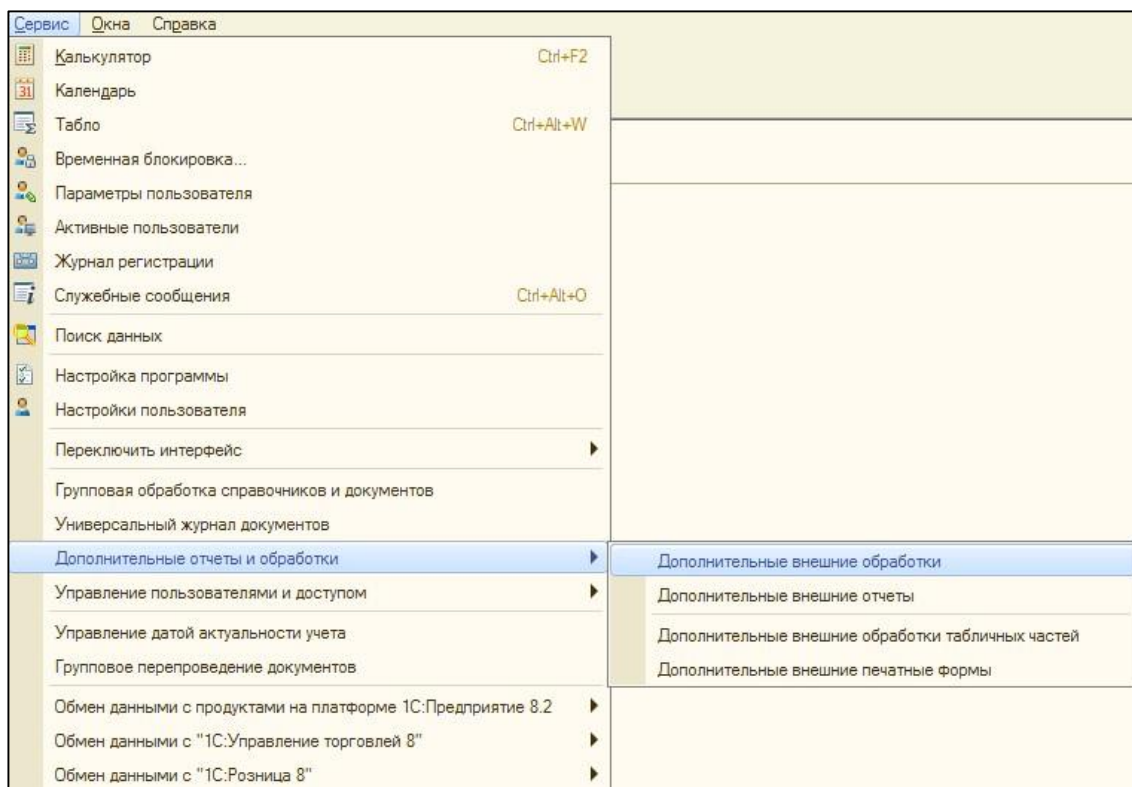 Сервис Окна Справка
Калькулятор Ctrl+F2
31 Календарь
Табло Ctrl+Alt+W
Временная блокировка...
Параметры пользователя
Активные пользователи
Журнал регистрации
Служебные сообщения Ctrl+Alt+O
Поиск данных
Настройка программы
Настройки пользователя
Переключить интерфейс
Групповая обработка справочников и документов
Универсальный журнал документов
Дополнительные отчеты и обработки
Дополнительные внешние обработки
Управление пользователями и доступом
Дополнительные внешние отчеты
Управление датой актуальности учета
Дополнительные внешние обработки табличных частей
Групповое перепроведение документов
Дополнительные внешние печатные формы
Обмен данными с продуктами на платформе 1С:Предприятие 8.2
Обмен данными с "1С:Управление торговлей 8"
Обмен данными с "1С:Розница 8"